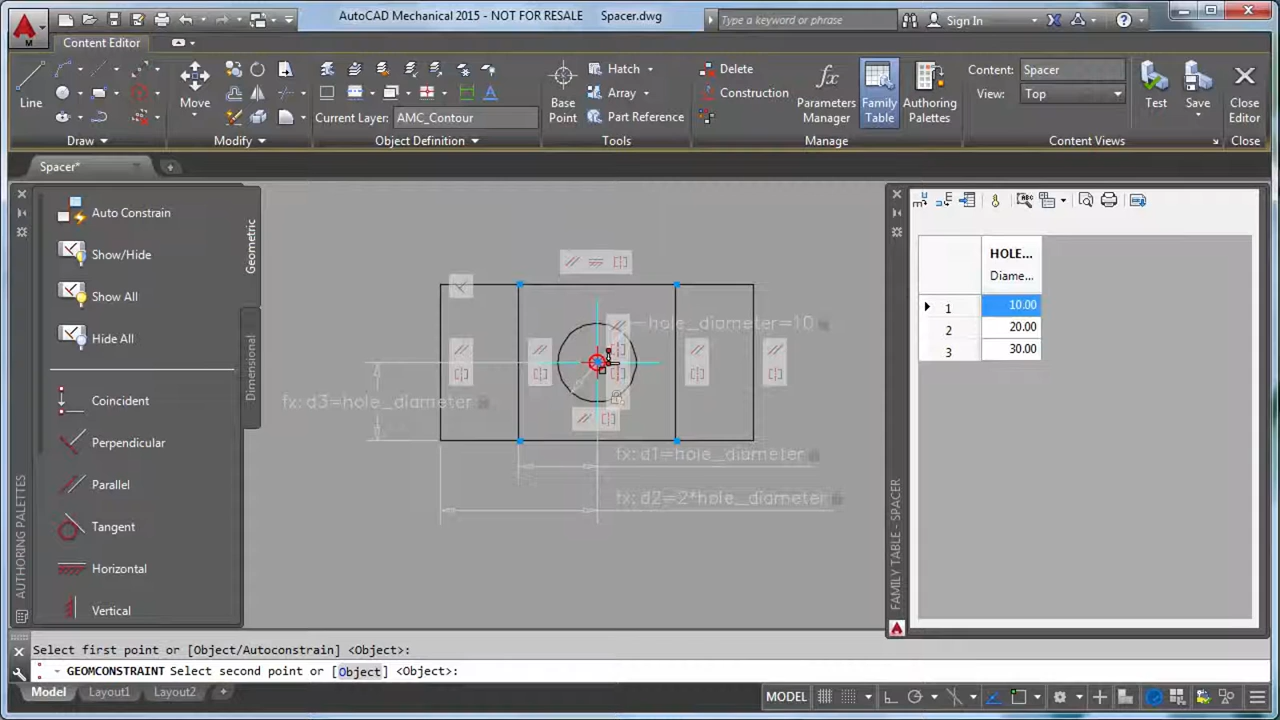 AutoCAD Mechanical 2015 - NOT FOR RESALE Spacer.dwg
Type a keyword or phrase
Sign In
M
Content Editor
Line
Move
Current Layer: AMC_Contour
Base Point
Hatch
Array
Part Reference
Delete
Construction
Parameters Manager
Family Table
Authoring Palettes
Content: Spacer
View: Top
Test
Save
Close Editor
Draw
Modify
Object Definition
Tools
Manage
Content Views
Close
Spacer*
Auto Constrain
Show/Hide
Show All
Hide All
Coincident
Perpendicular
Parallel
Tangent
Horizontal
Vertical
Geometric
Dimensional
AUTHORING PALETTES
hole_diameter=10
fx: d3=hole_diameter
fx: d1=hole_diameter
fx: d2=2*hole_diameter
FAMILY TABLE - SPACER
HOLE...
Diame...
1 10.00
2 20.00
3 30.00
Select first point or [Object/Autoconstrain] <Object>:
GEOMCONSTRAINT Select second point or [Object] <Object>:
Model Layout1 Layout2
MODEL